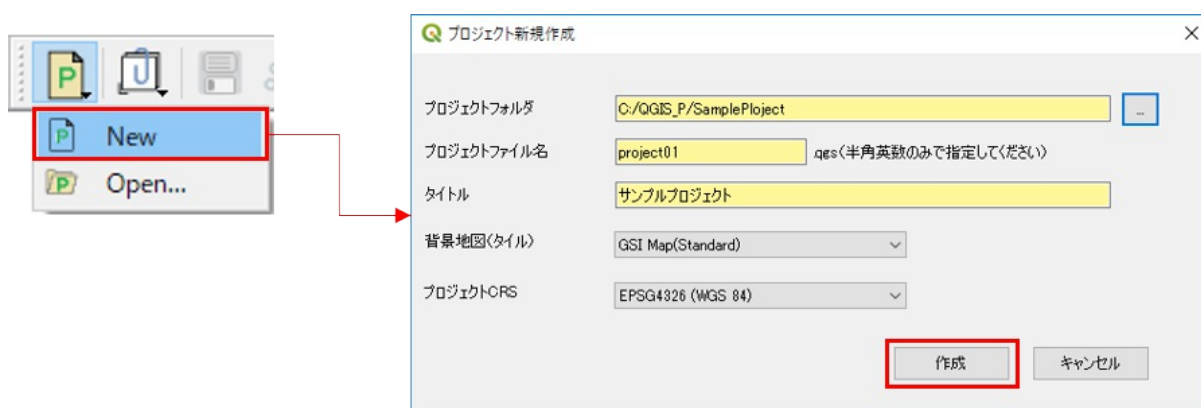 プロジェクト新規作成
New
Open...
プロジェクトフォルダ C:/QGIS_P/SamplePloject ...
プロジェクトファイル名 project01 .qgs(半角英数のみで指定してください)
タイトル サンプルプロジェクト
背景地図(タイル) GSI Map(Standard)
プロジェクトCRS EPSG4326 (WGS 84)
作成 キャンセル